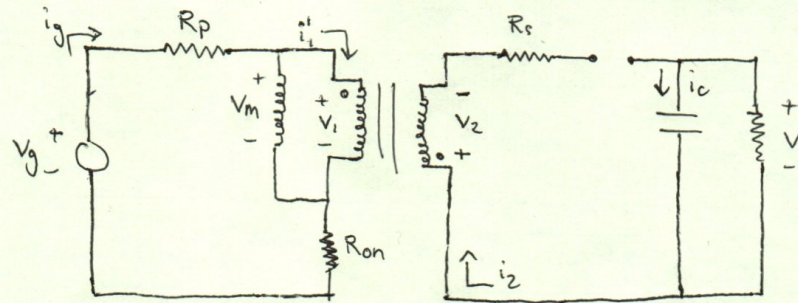 ig
Rp
i1
Rs
+
Vm
-
+
V1
-
-
V2
+
ic
+
V
-
Vg
+
-
Ron
i2